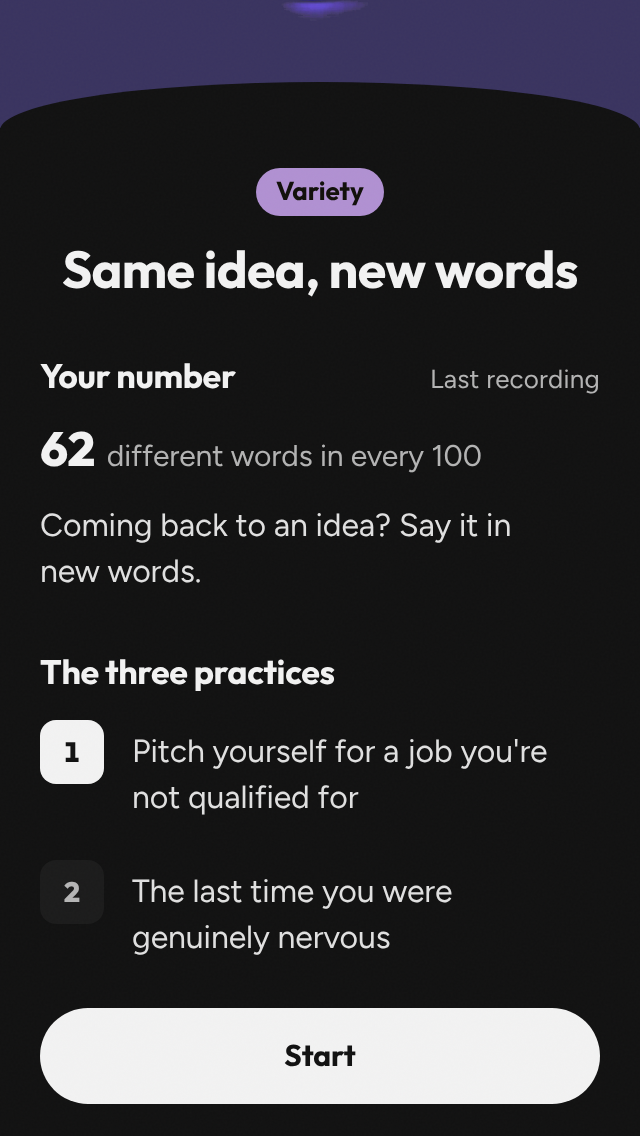 Variety
Same idea, new words
Your number
Last recording
62 different words in every 100
Coming back to an idea? Say it in
new words.
The three practices
1
Pitch yourself for a job you're
not qualified for
2
The last time you were
genuinely nervous
Start